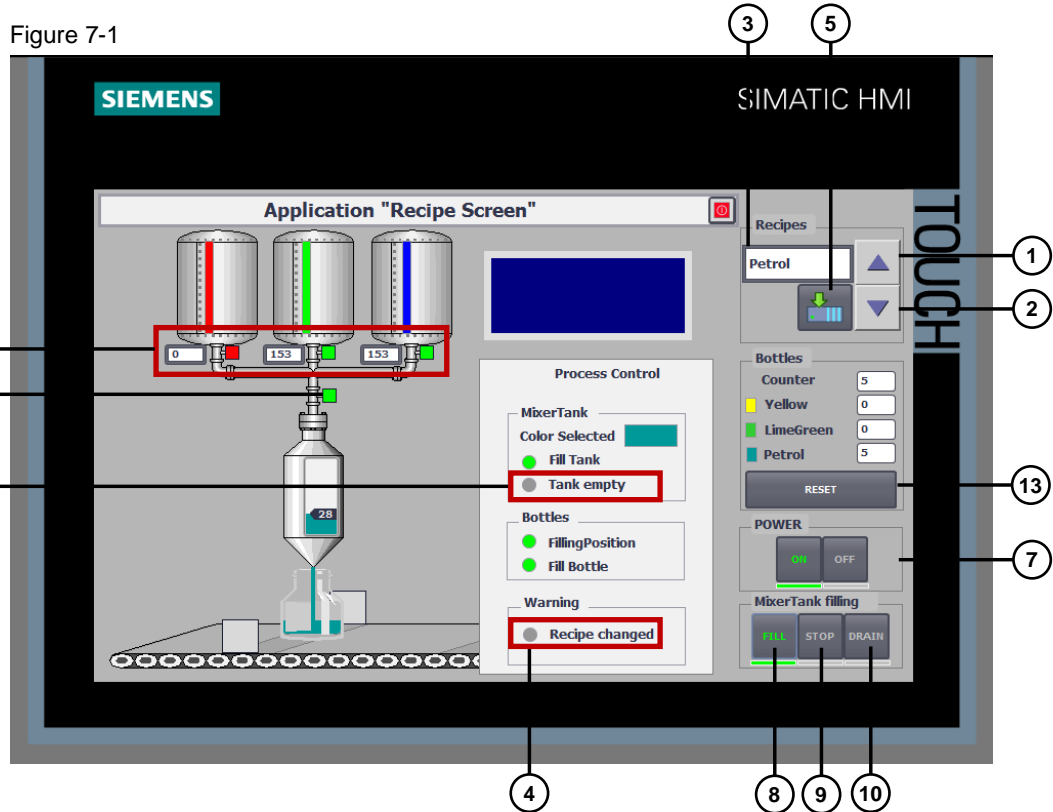 Figure 7-1
3
5
SIEMENS
SIMATIC HMI
TOUCH
Application "Recipe Screen"
Recipes
Petrol
1
2
0
153
153
Process Control
MixerTank
Color Selected
Fill Tank
Tank empty
Bottles
FillingPosition
Fill Bottle
Warning
Recipe changed
28
Bottles
Counter 5
Yellow 0
LimeGreen 0
Petrol 5
RESET
13
POWER
ON OFF
7
MixerTank filling
FILL STOP DRAIN
4
8
9
10